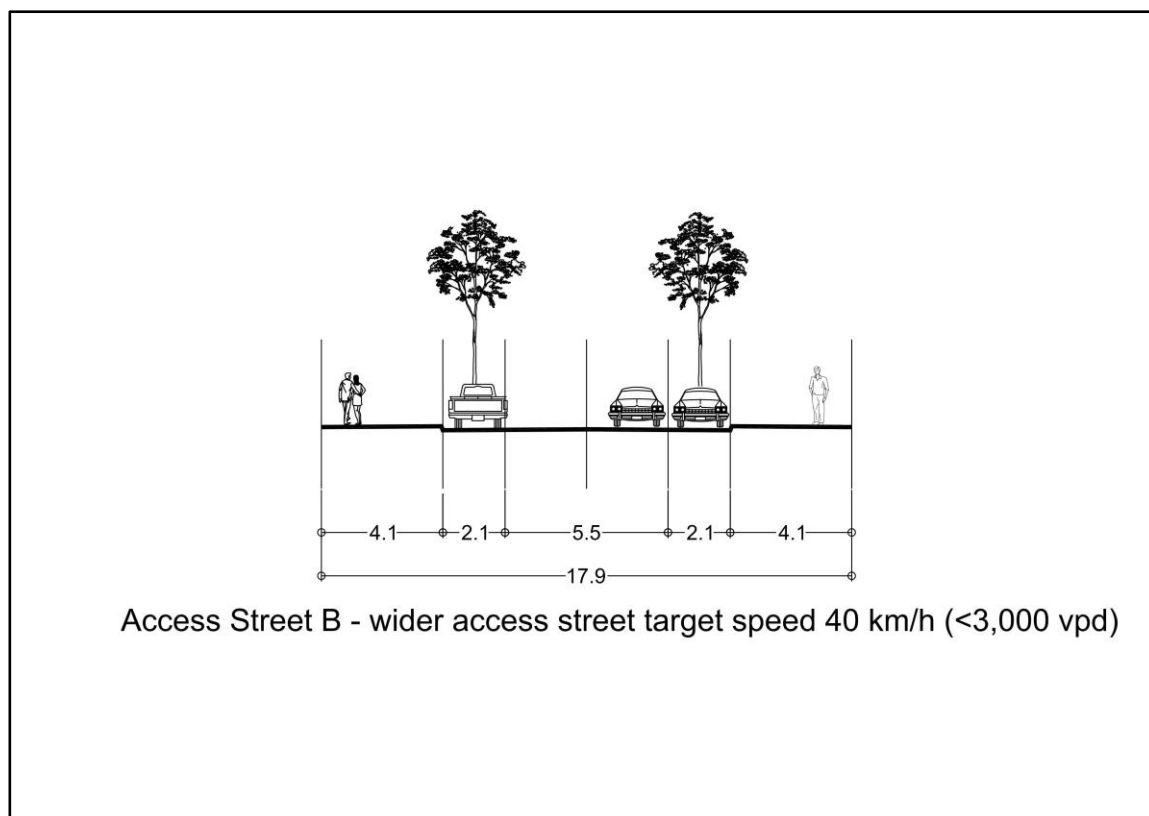 4.1 2.1 5.5 2.1 4.1
17.9
Access Street B - wider access street target speed 40 km/h (<3,000 vpd)